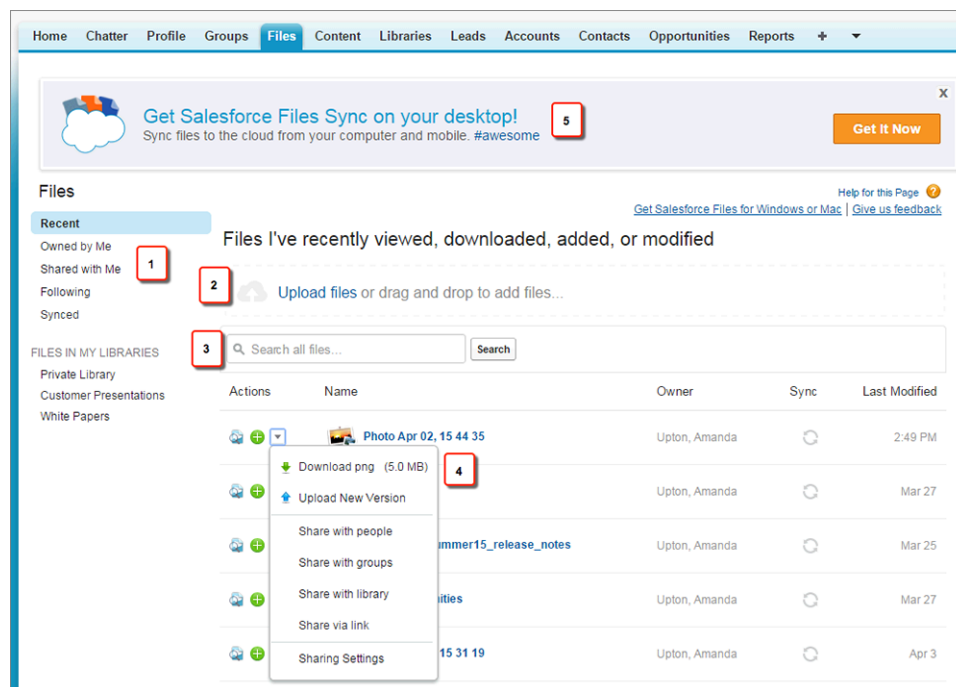 Home Chatter Profile Groups Files Content Libraries Leads Accounts Contacts Opportunities Reports +
x
Get Salesforce Files Sync on your desktop!
Sync files to the cloud from your computer and mobile. #awesome
5
Get It Now
Files
Help for this Page ?
Get Salesforce Files for Windows or Mac | Give us feedback
Recent
Owned by Me
Shared with Me
Following
Synced
1
FILES IN MY LIBRARIES
Private Library
Customer Presentations
White Papers
Files I've recently viewed, downloaded, added, or modified
2
Upload files or drag and drop to add files...
3
Search all files... Search
Actions Name Owner Sync Last Modified
Photo Apr 02, 15 44 35 Upton, Amanda 2:49 PM
Download png (5.0 MB)
4
Upload New Version
Share with people
Share with groups
Share with library
Share via link
Sharing Settings
Upton, Amanda Mar 27
ummer15_release_notes Upton, Amanda Mar 25
nities Upton, Amanda Mar 27
15 31 19 Upton, Amanda Apr 3